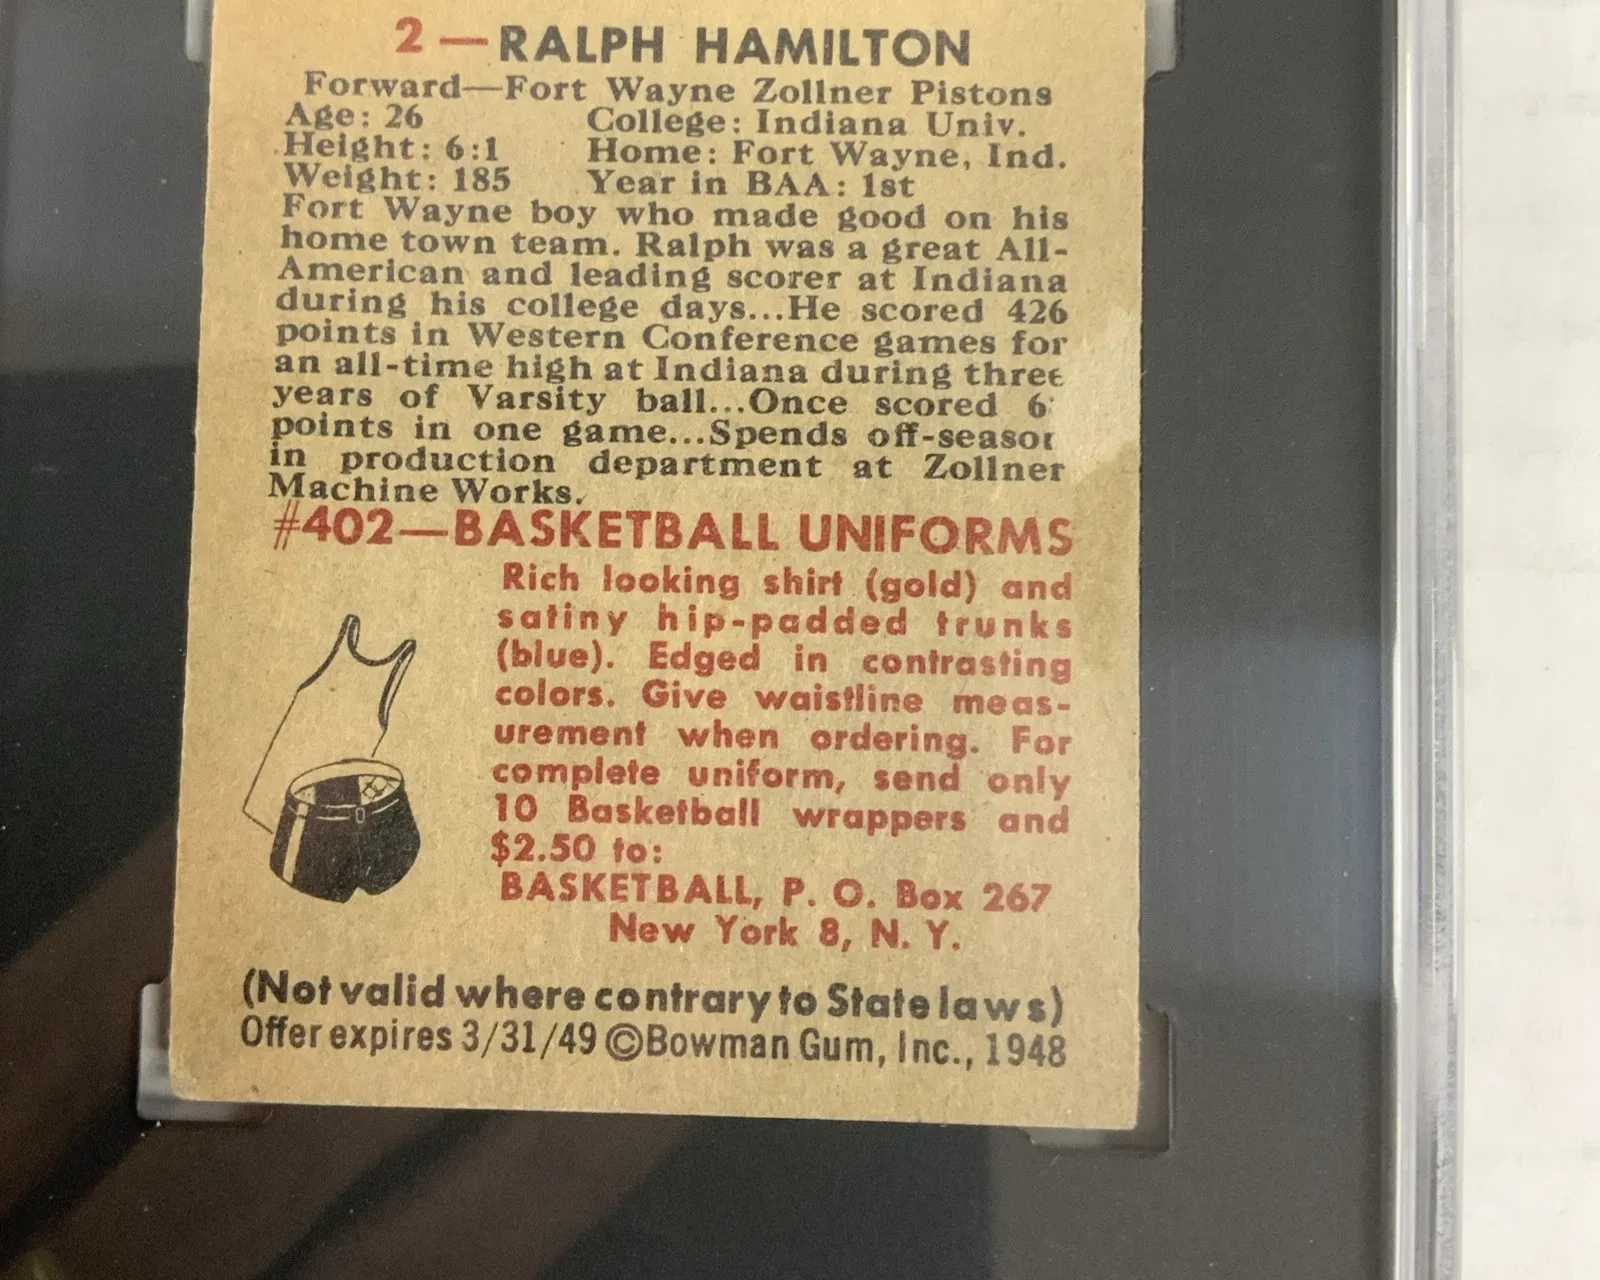 2—RALPH HAMILTON
Forward—Fort Wayne Zollner Pistons
Age: 26 College: Indiana Univ.
Height: 6:1 Home: Fort Wayne, Ind.
Weight: 185 Year in BAA: 1st
Fort Wayne boy who made good on his
home town team. Ralph was a great All-
American and leading scorer at Indiana
during his college days...He scored 426
points in Western Conference games for
an all-time high at Indiana during three
years of Varsity ball...Once scored
points in one game...Spends off-season
in production department at Zollner
Machine Works.
#402—BASKETBALL UNIFORMS
Rich looking shirt (gold) and
satiny hip-padded trunks
(blue). Edged in contrasting
colors. Give waistline meas-
urement when ordering. For
complete uniform, send only
10 Basketball wrappers and
$2.50 to:
BASKETBALL, P. O. Box 267
New York 8, N. Y.
(Not valid where contrary to State laws)
Offer expires 3/31/49 ©Bowman Gum, Inc., 1948